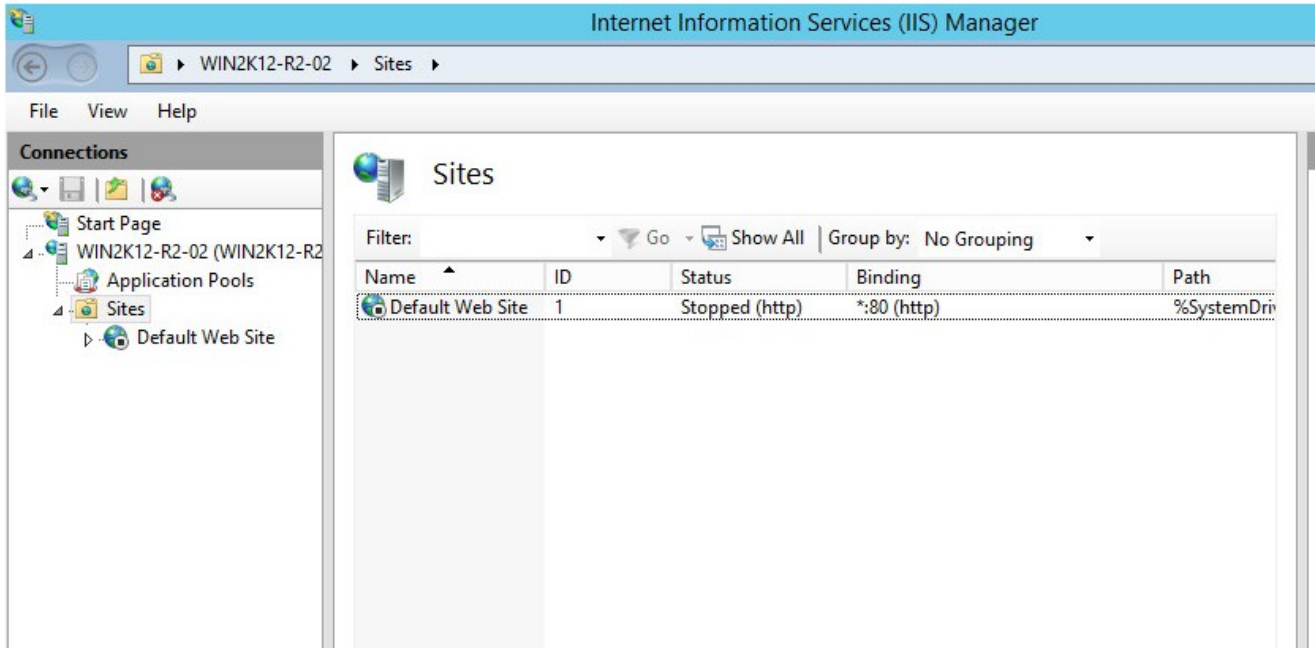 Internet Information Services (IIS) Manager
WIN2K12-R2-02 Sites
File View Help
Connections
Start Page
WIN2K12-R2-02 (WIN2K12-R2
Application Pools
Sites
Default Web Site
Sites
Filter: Go Show All Group by: No Grouping
Name ID Status Binding Path
Default Web Site 1 Stopped (http) *:80 (http) %SystemDriv